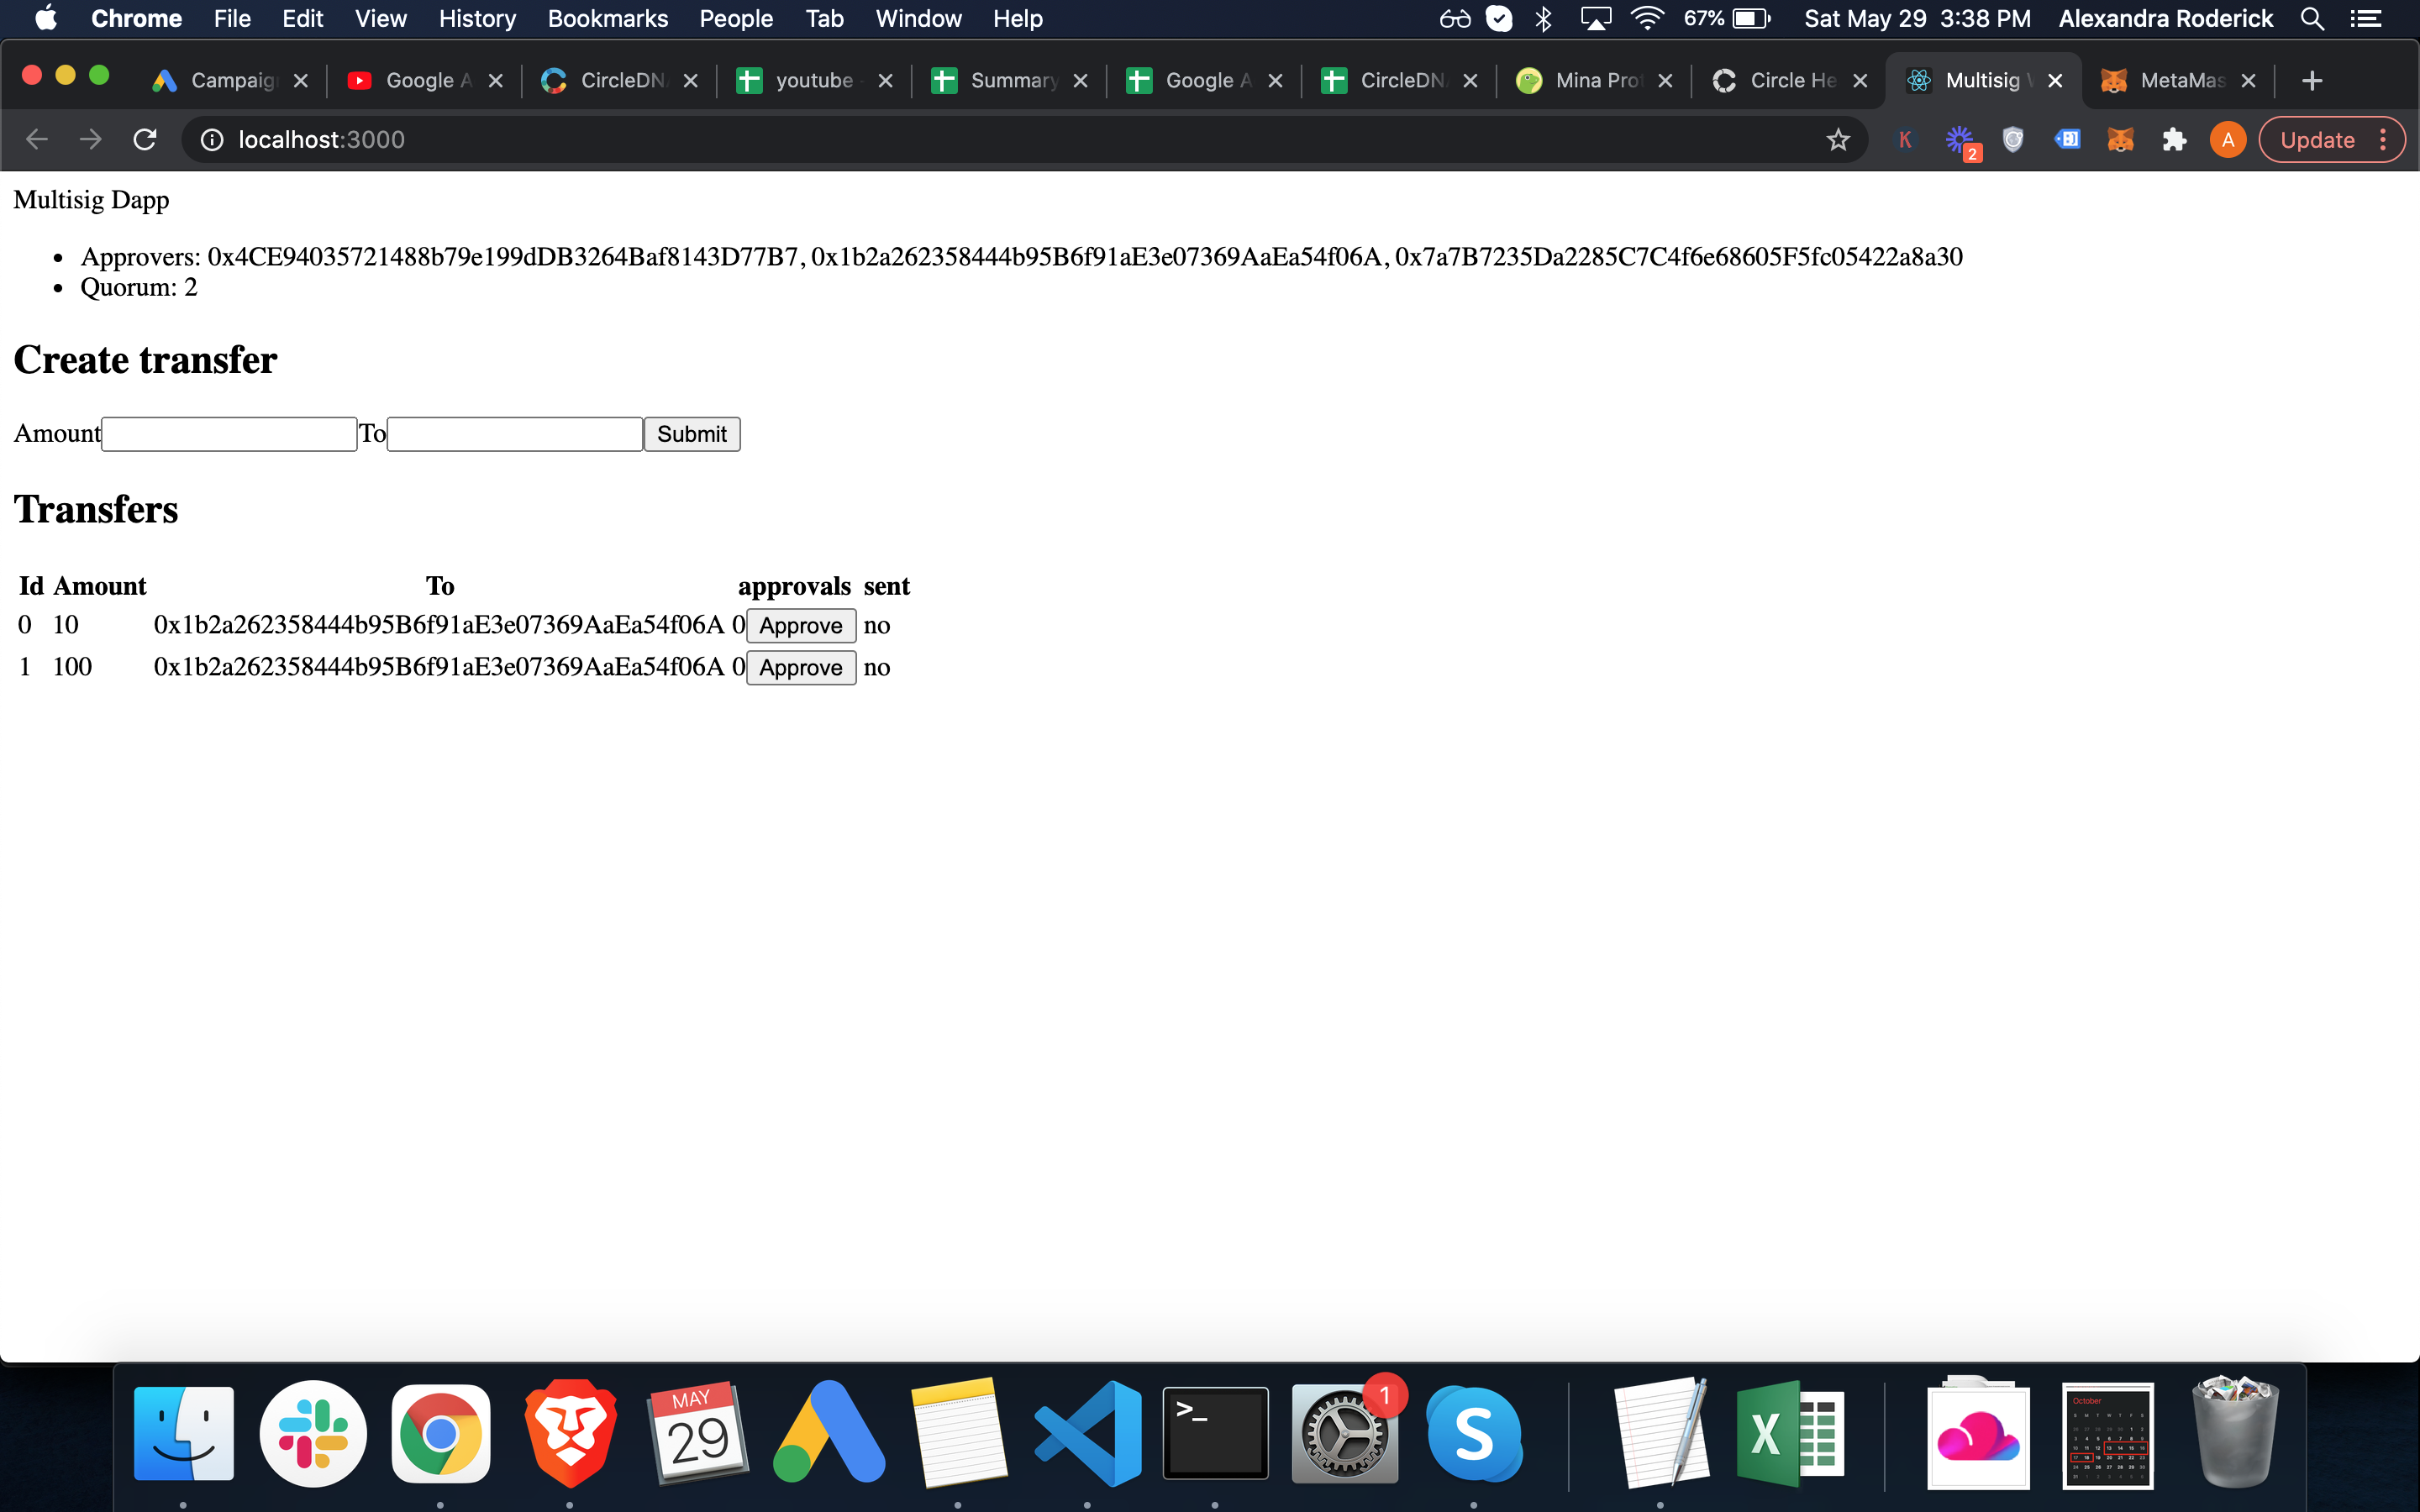 Chrome File Edit View History Bookmarks People Tab Window Help 67% Sat May 29 3:38 PM Alexandra Roderick
Campaig Google A CircleDN youtube - Summary Google A CircleDN Mina Prot Circle He Multisig MetaMas
localhost:3000 K 2 A Update
Multisig Dapp
Approvers: 0x4CE94035721488b79e199dDB3264Baf8143D77B7, 0x1b2a262358444b95B6f91aE3e07369AaEa54f06A, 0x7a7B7235Da2285C7C4f6e68605F5fc05422a8a30
Quorum: 2
Create transfer
Amount To Submit
Transfers
Id Amount To approvals sent
0 10 0x1b2a262358444b95B6f91aE3e07369AaEa54f06A 0 Approve no
1 100 0x1b2a262358444b95B6f91aE3e07369AaEa54f06A 0 Approve no
MAY
29
>_
1
S
X
October